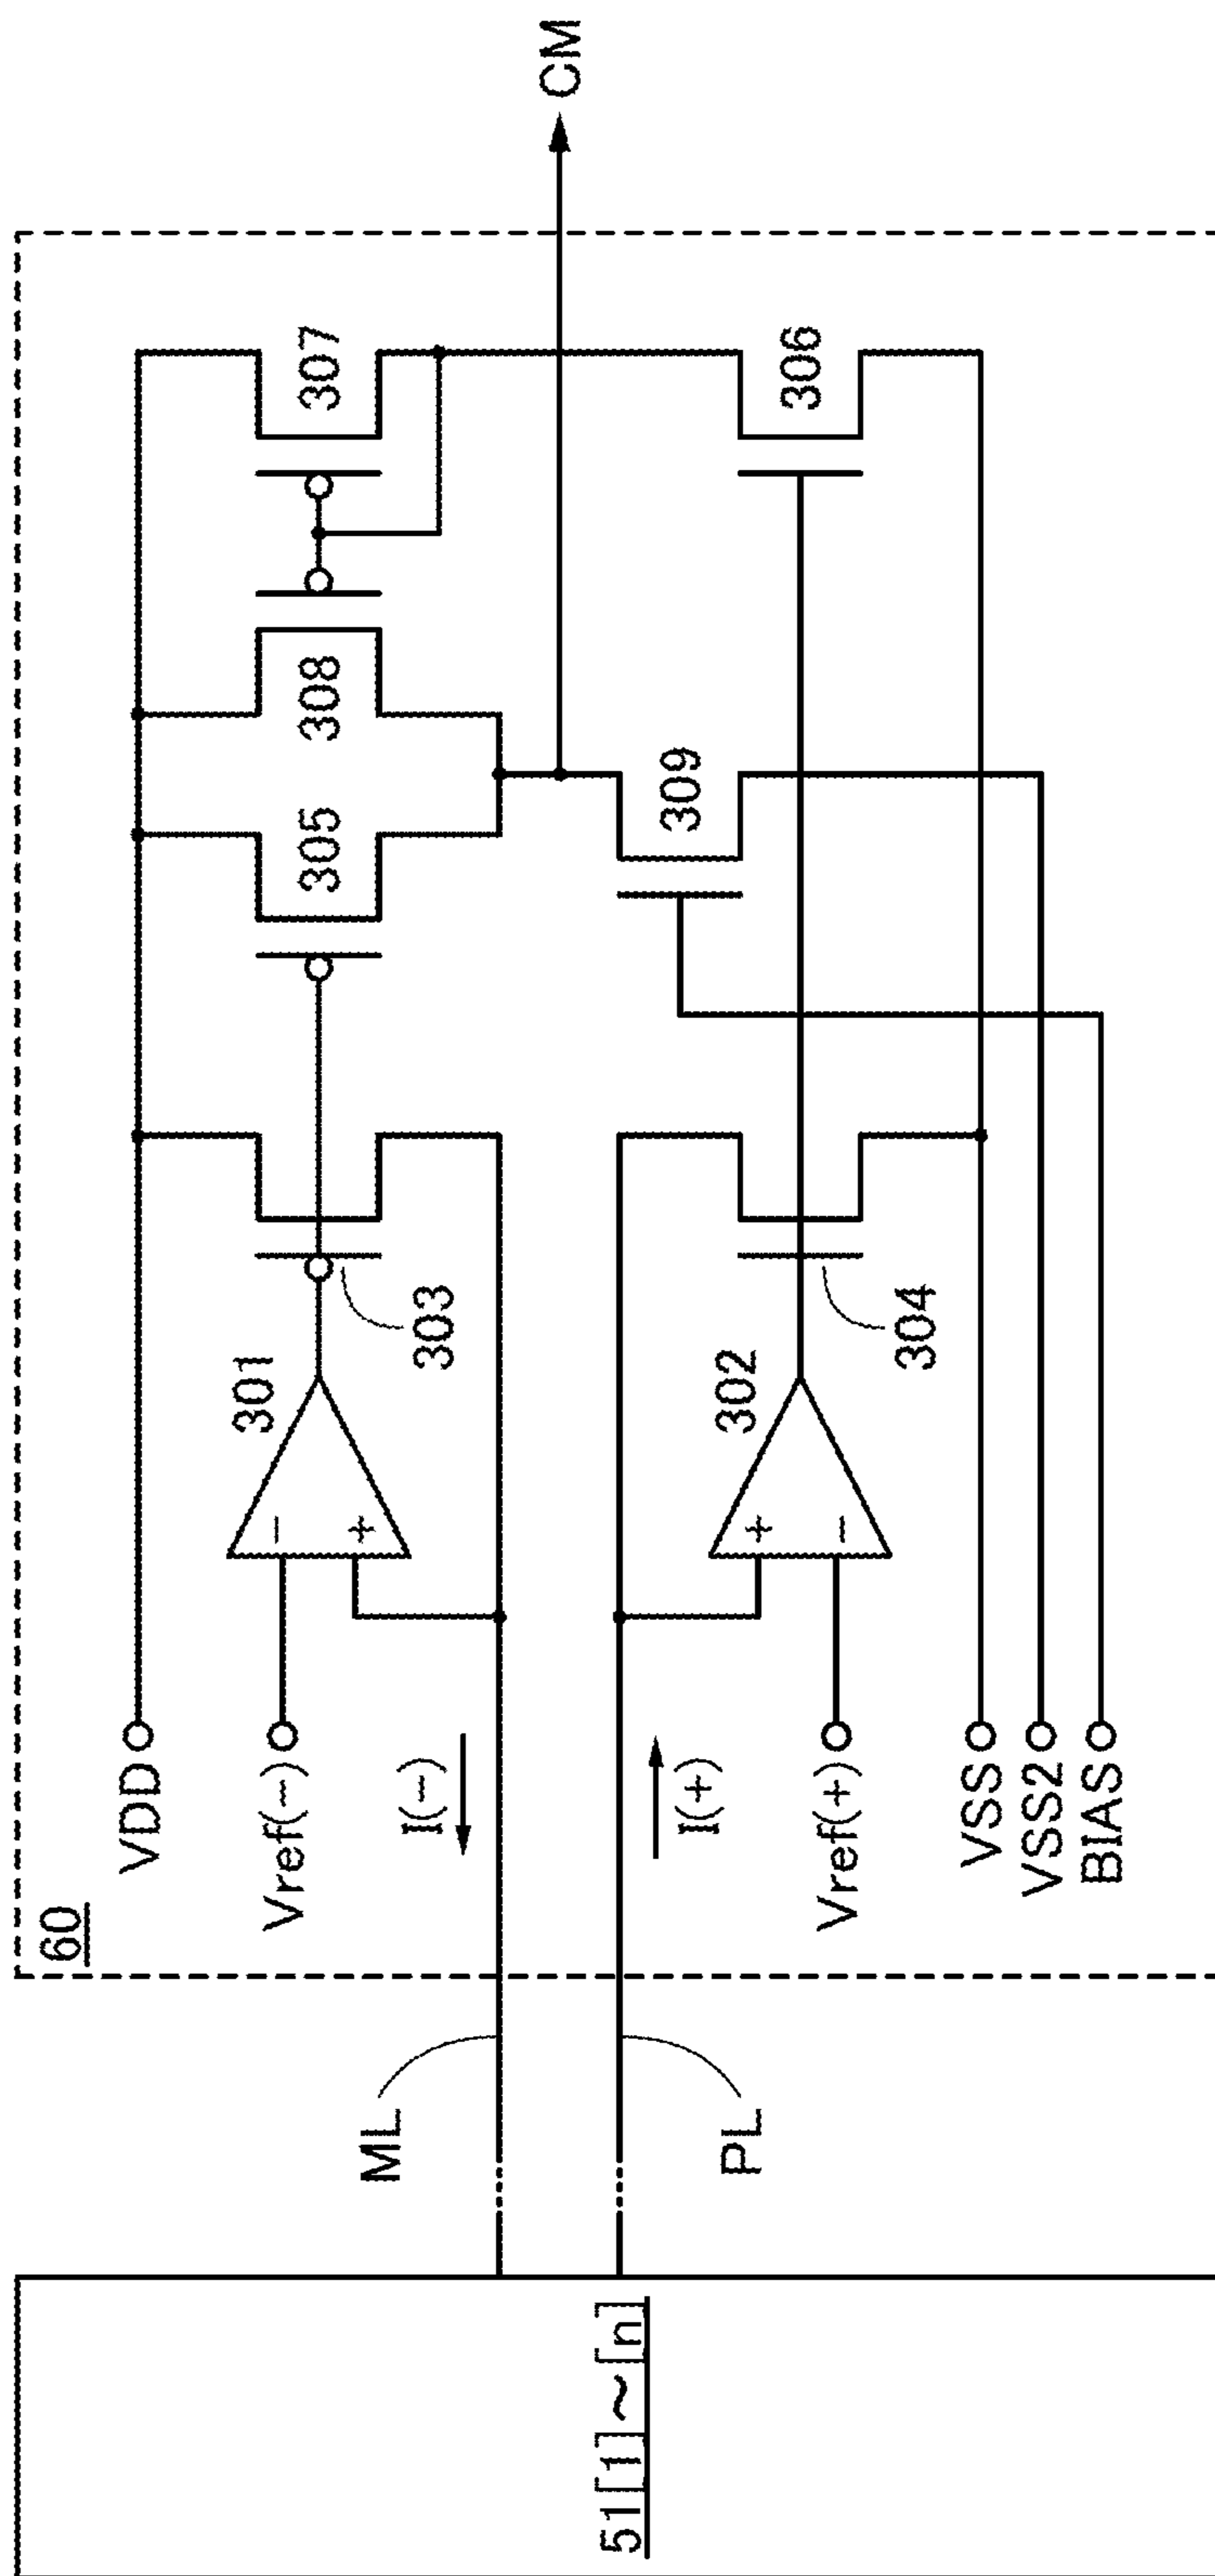 60
VDD
Vref(−)
I(−)
I(+)
Vref(+)
VSS
VSS2
BIAS
301
−
+
302
+
−
303
304
305
308
307
309
306
CM
ML
PL
51[1]~[n]